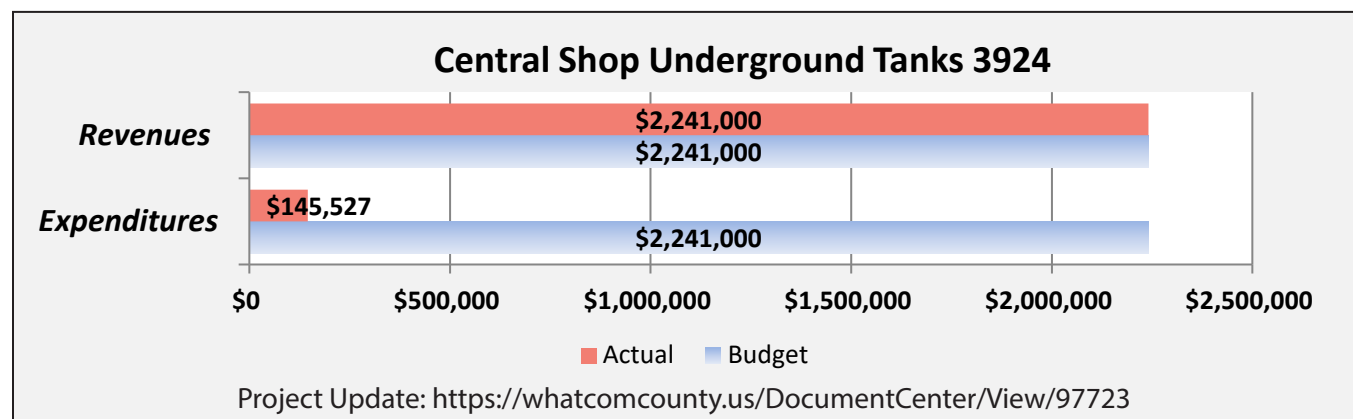 Central Shop Underground Tanks 3924
Revenues
$2,241,000
$2,241,000
Expenditures
$145,527
$2,241,000
$0 $500,000 $1,000,000 $1,500,000 $2,000,000 $2,500,000
Actual Budget
Project Update: https://whatcomcounty.us/DocumentCenter/View/97723